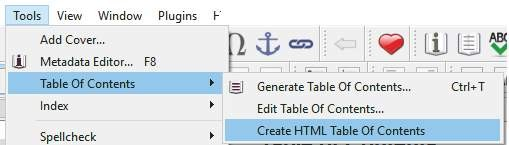 Tools View Window Plugins H
Add Cover...
Metadata Editor... F8
Table Of Contents
Generate Table Of Contents... Ctrl+T
Edit Table Of Contents...
Create HTML Table Of Contents
Index
Spellcheck